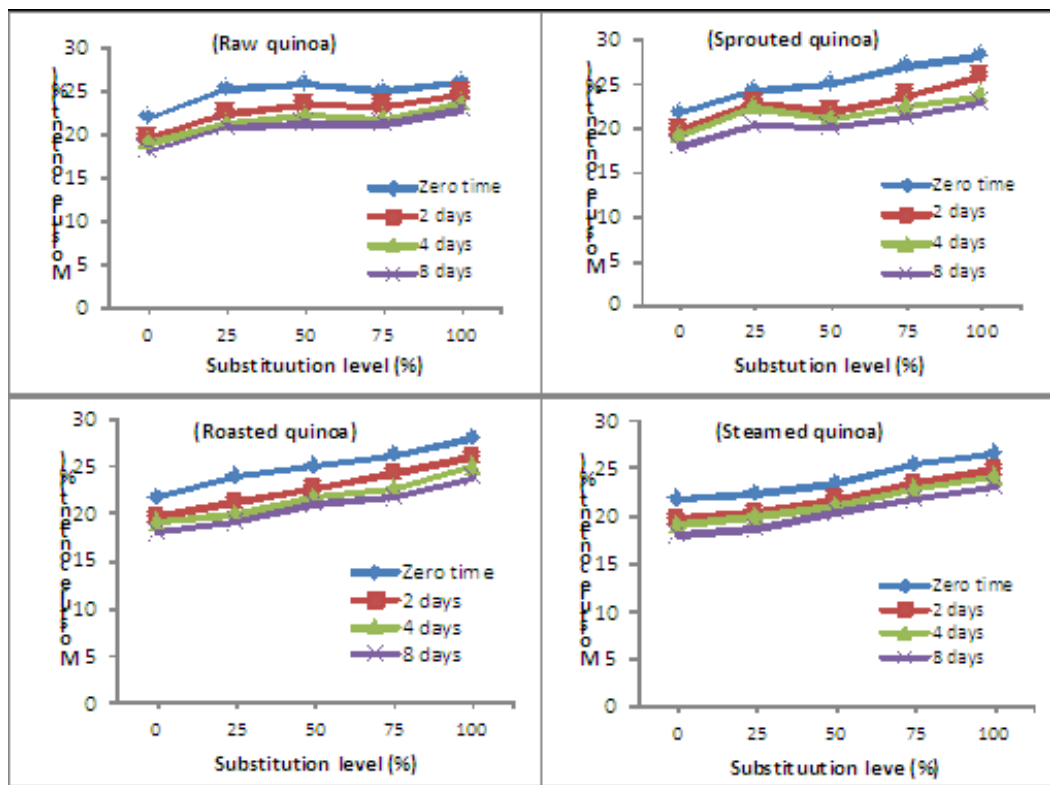 (Raw quinoa)
Moisture content (%)
30
25
20
15
10
5
0
Zero time
2 days
4 days
8 days
0 25 50 75 100
Substituution level (%)
(Sprouted quinoa)
Moisture content (%)
30
25
20
15
10
5
0
Zero time
2 days
4 days
8 days
0 25 50 75 100
Substution level (%)
(Roasted quinoa)
Moisture content (%)
30
25
20
15
10
5
0
Zero time
2 days
4 days
8 days
0 25 50 75 100
Substitution level (%)
(Steamed quinoa)
Moisture content (%)
30
25
20
15
10
5
0
Zero time
2 days
4 days
8 days
0 25 50 75 100
Substituution leve (%)